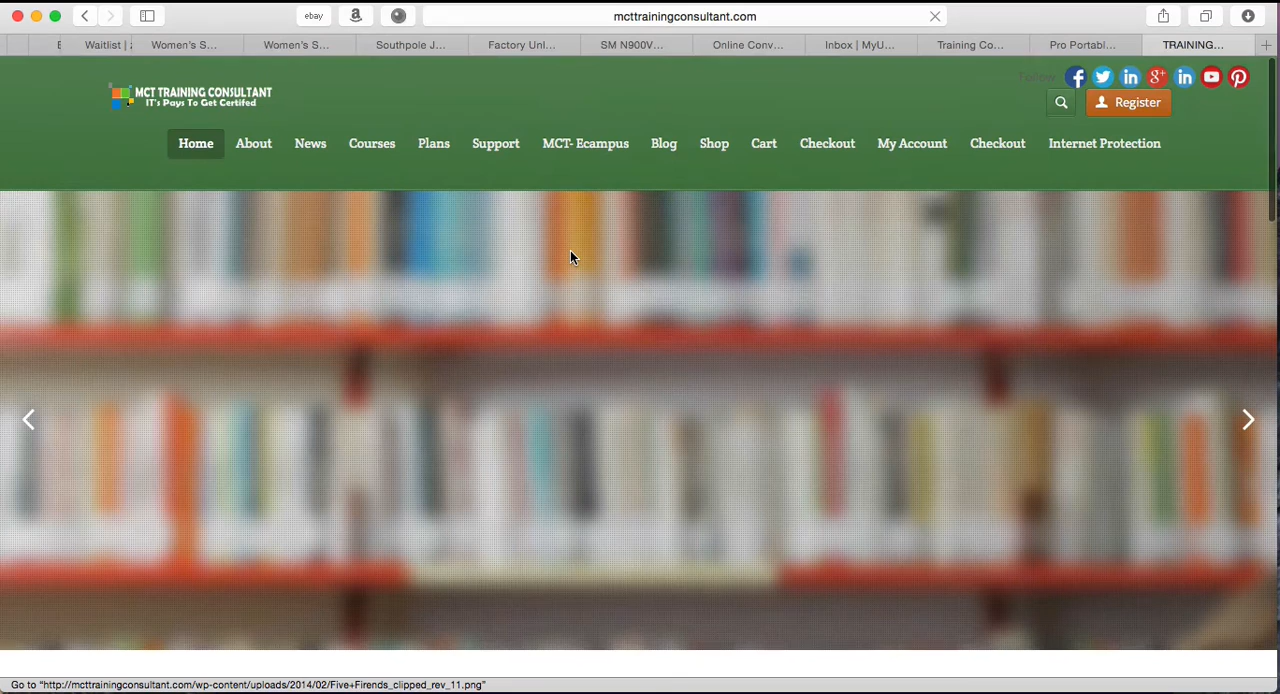 ebay
a
mcttrainingconsultant.com
E
Waitlist | z
Women's S...
Women's S...
Southpole J...
Factory Unl...
SM N900V...
Online Conv...
Inbox | MyU...
Training Co...
Pro Portabl...
TRAINING...
MCT TRAINING CONSULTANT
IT's Pays To Get Certifed
Follow
Register
Home About News Courses Plans Support MCT- Ecampus Blog Shop Cart Checkout My Account Checkout Internet Protection
Go to "http://mcttrainingconsultant.com/wp-content/uploads/2014/02/Five+Firends_clipped_rev_11.png"